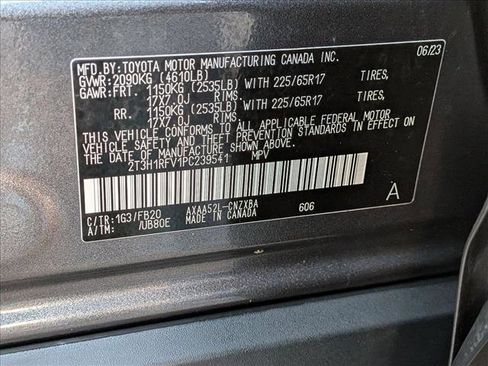 MFD.BY:TOYOTA MOTOR MANUFACTURING CANADA INC. 06/23
GVWR:2090KG (4610LB)
GAWR:FRT. 1150KG (2535LB) WITH 225/65R17 TIRES,
17X7.0J RIMS
RR. 1150KG (2535LB) WITH 225/65R17 TIRES,
17X7.0J RIMS
THIS VEHICLE CONFORMS TO ALL APPLICABLE FEDERAL MOTOR
VEHICLE SAFETY AND THEFT PREVENTION STANDARDS IN EFFECT
ON THE DATE OF MANUFACTURE SHOWN ABOVE.
2T3H1RFV1PC239541 MPV
A
C/TR:1G3/FB20 AXAA52L-CNZXBA 606
A/TM: /UB80E MADE IN CANADA